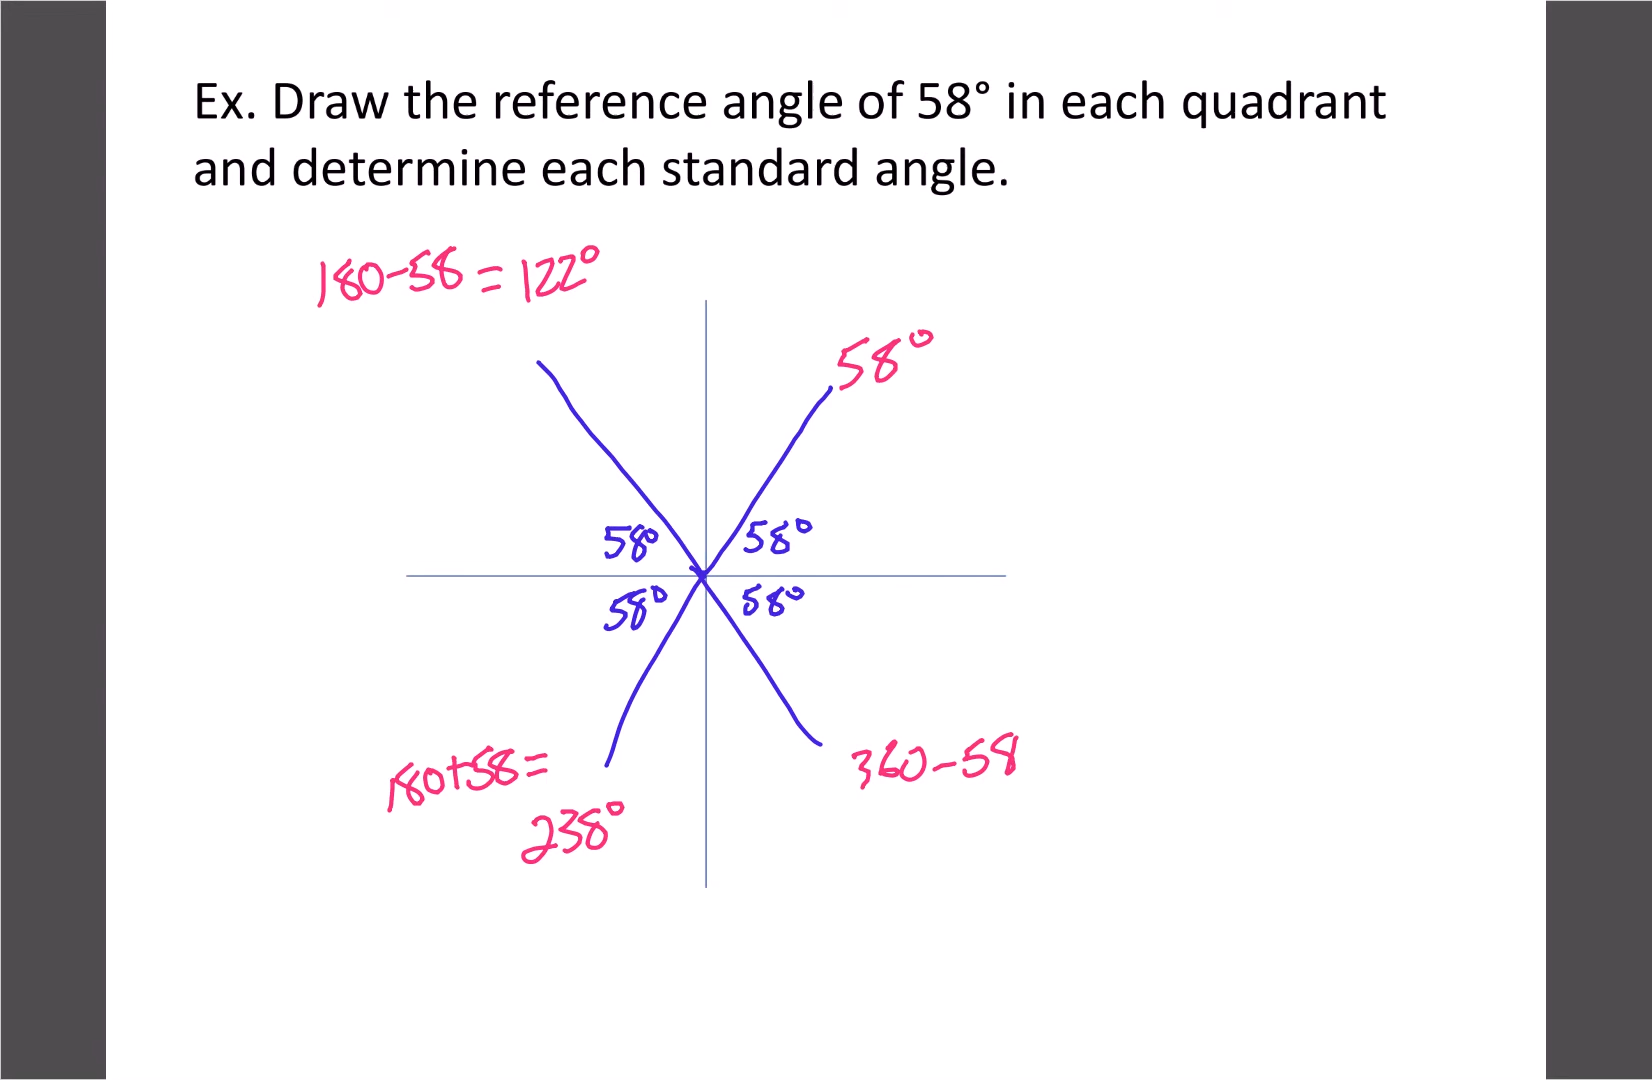 Ex. Draw the reference angle of 58° in each quadrant
and determine each standard angle.
180-58 = 122°
58°
58° 58°
58° 58°
180+58=
238°
360-58